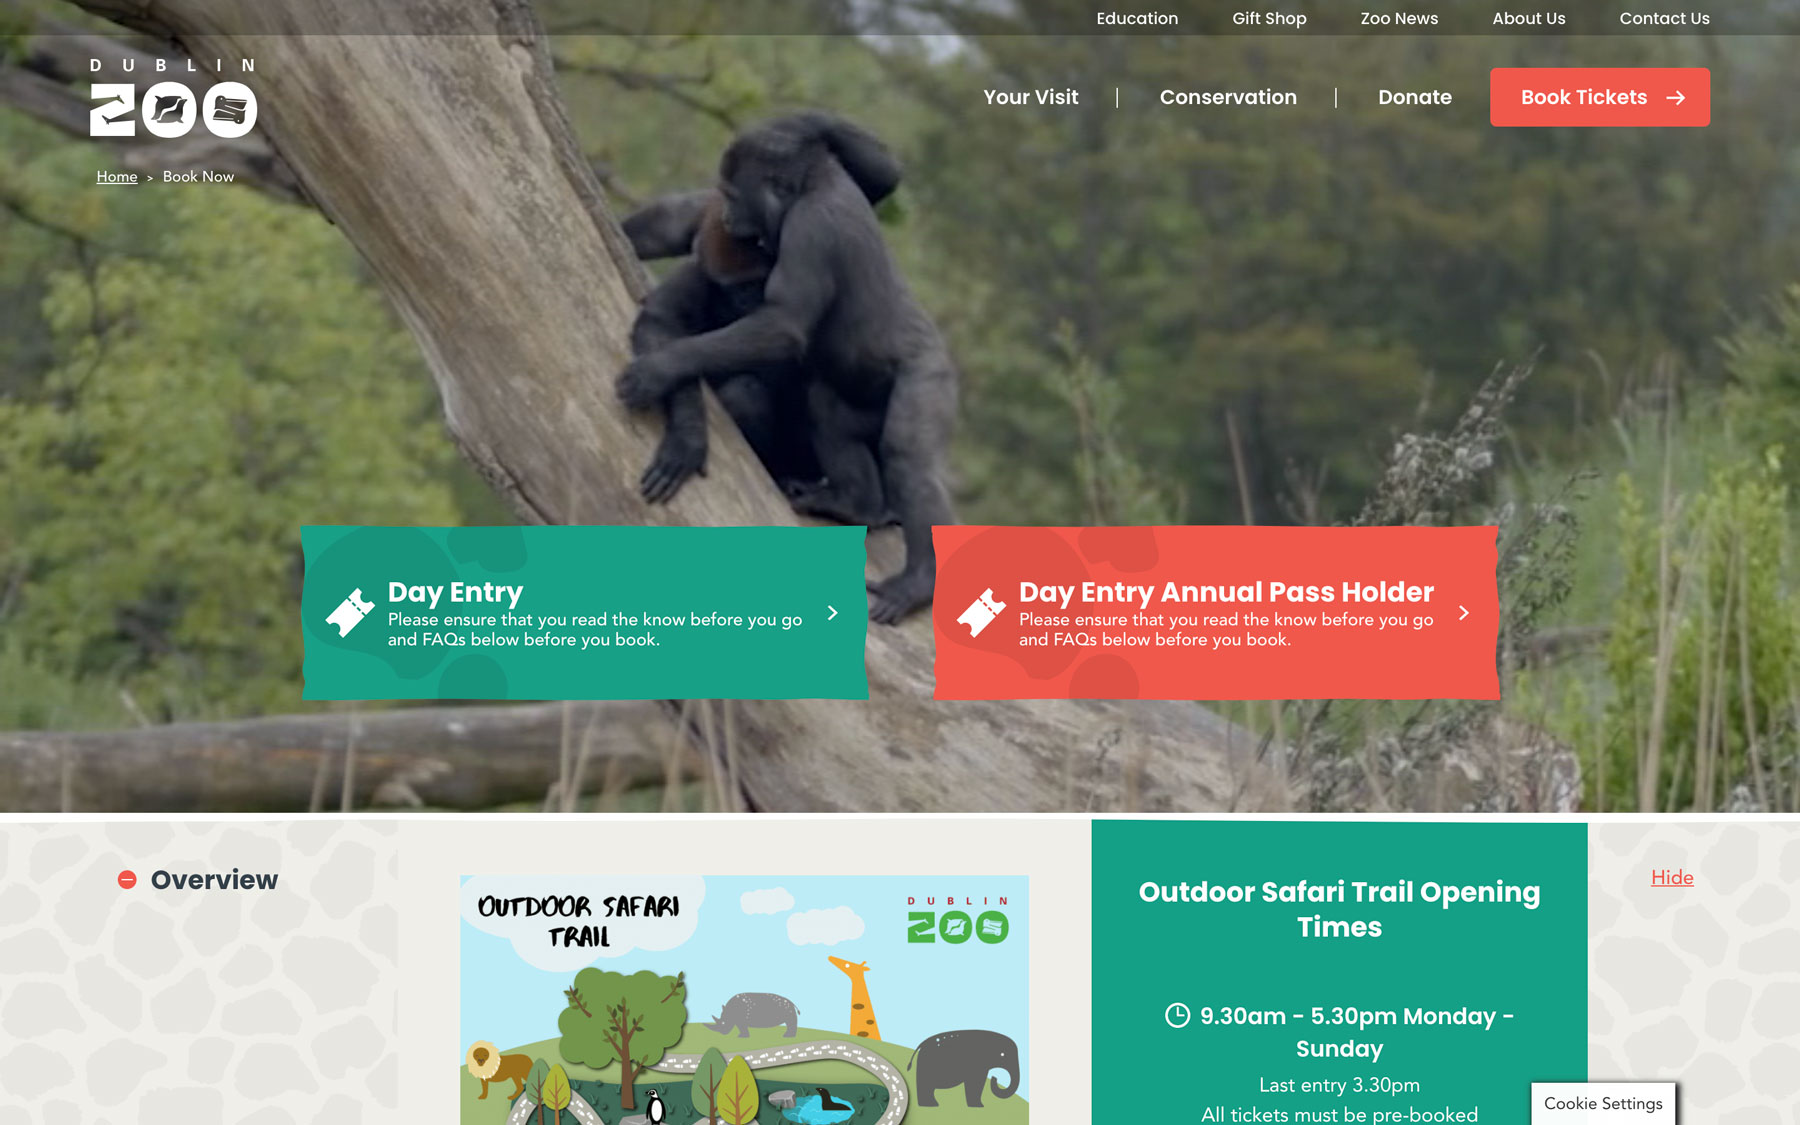 Education Gift Shop Zoo News About Us Contact Us
DUBLIN
ZOO
Your Visit Conservation Donate Book Tickets
Home > Book Now
Day Entry
Please ensure that you read the know before you go
and FAQs below before you book.
Day Entry Annual Pass Holder
Please ensure that you read the know before you go
and FAQs below before you book.
Overview
OUTDOOR SAFARI
TRAIL
DUBLIN
ZOO
Outdoor Safari Trail Opening
Times
9.30am - 5.30pm Monday -
Sunday
Last entry 3.30pm
All tickets must be pre-booked
Hide
Cookie Settings